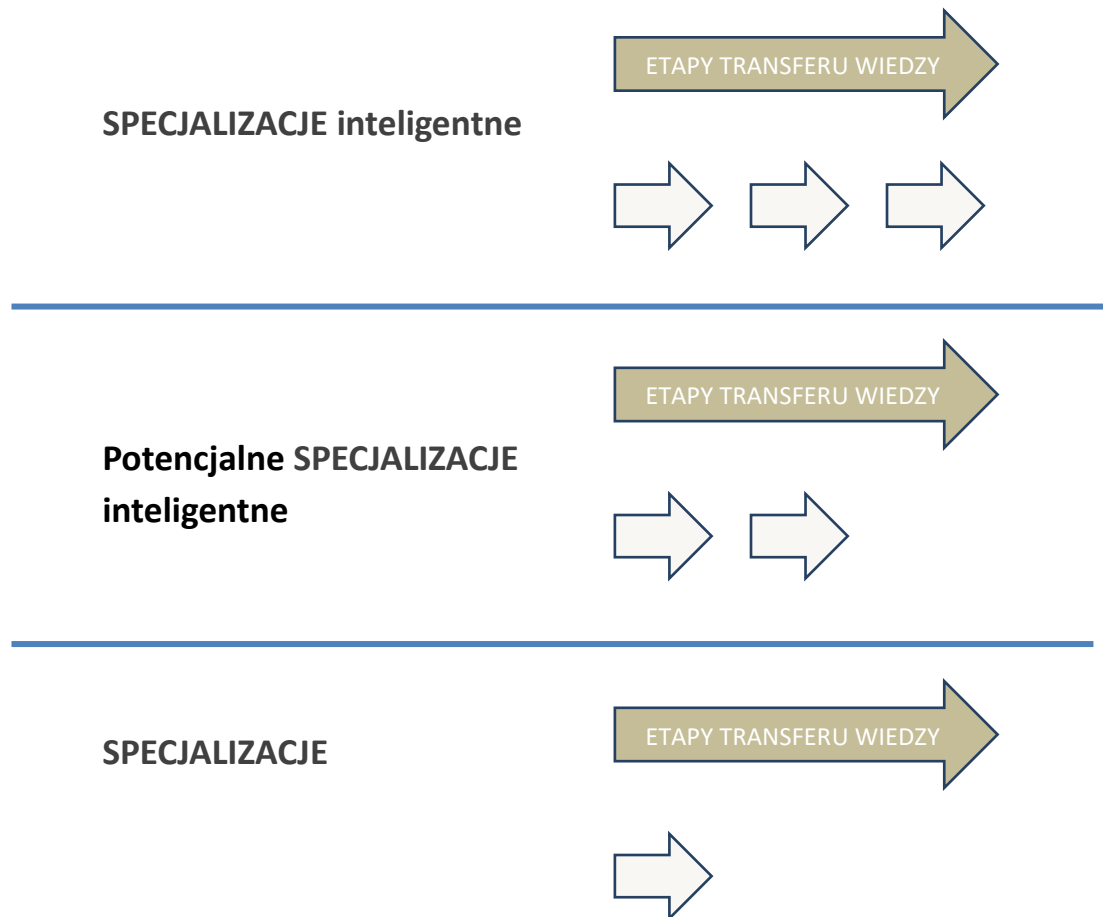 ETAPY TRANSFERU WIEDZY
SPECJALIZACJE inteligentne
ETAPY TRANSFERU WIEDZY
Potencjalne SPECJALIZACJE
inteligentne
ETAPY TRANSFERU WIEDZY
SPECJALIZACJE